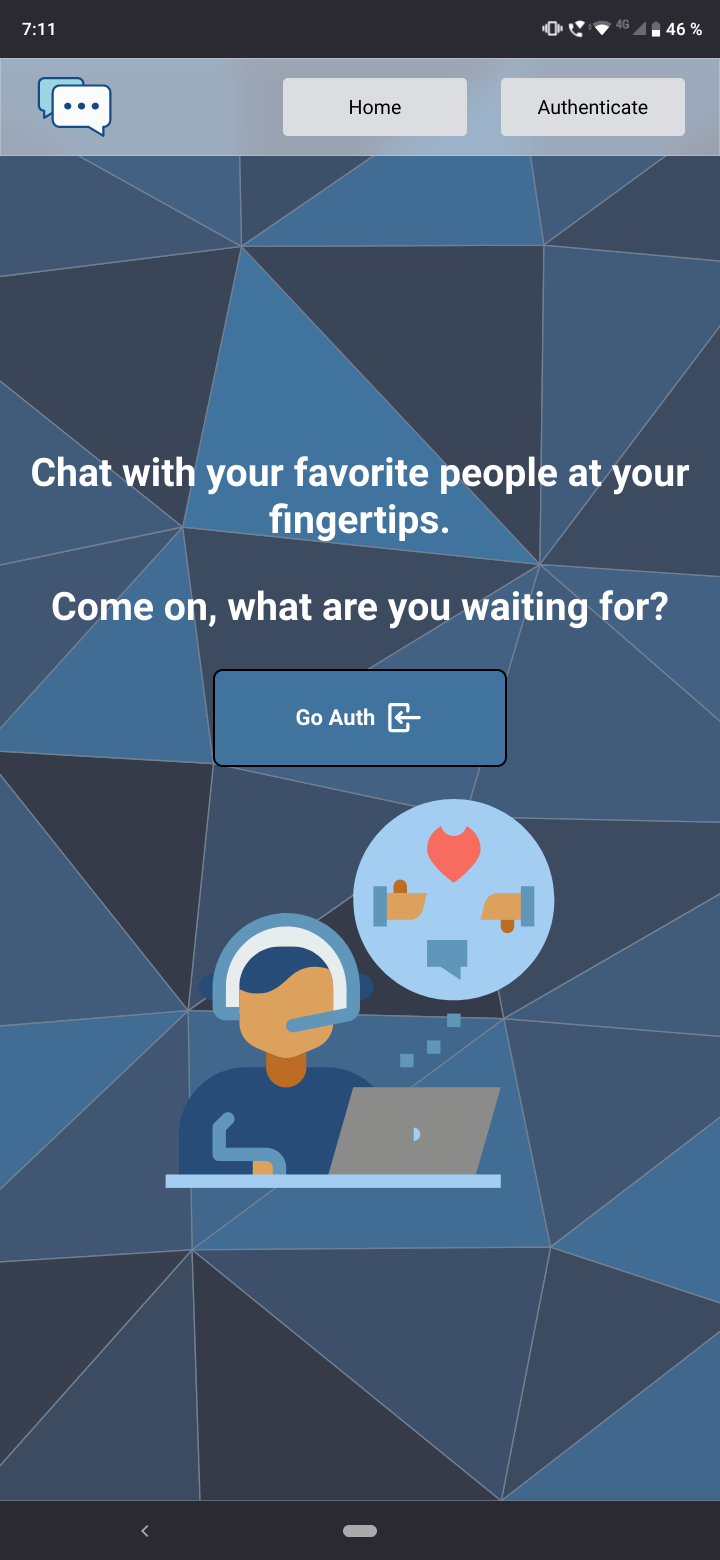 7:11
4G
46 %
Home
Authenticate
Chat with your favorite people at your
fingertips.
Come on, what are you waiting for?
Go Auth